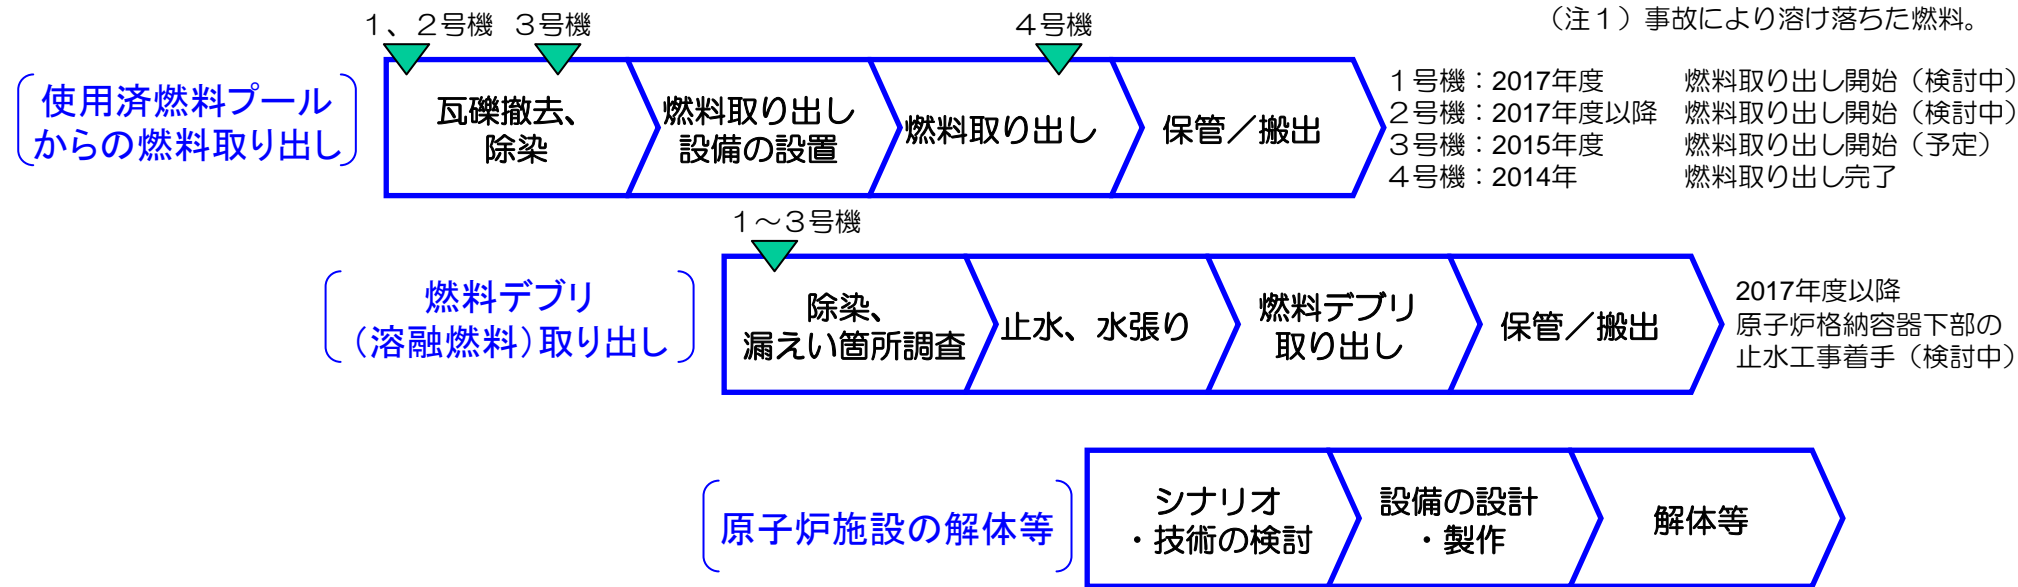 （注１）事故により溶け落ちた燃料。
１、２号機
３号機
４号機
使用済燃料プール
からの燃料取り出し
瓦礫撤去、
除染
燃料取り出し
設備の設置
燃料取り出し
保管／搬出
１号機：2017年度　燃料取り出し開始（検討中）
２号機：2017年度以降　燃料取り出し開始（検討中）
３号機：2015年度　燃料取り出し開始（予定）
４号機：2014年　燃料取り出し完了
１～３号機
燃料デブリ
（溶融燃料）取り出し
除染、
漏えい箇所調査
止水、水張り
燃料デブリ
取り出し
保管／搬出
2017年度以降
原子炉格納容器下部の
止水工事着手（検討中）
原子炉施設の解体等
シナリオ
・技術の検討
設備の設計
・製作
解体等